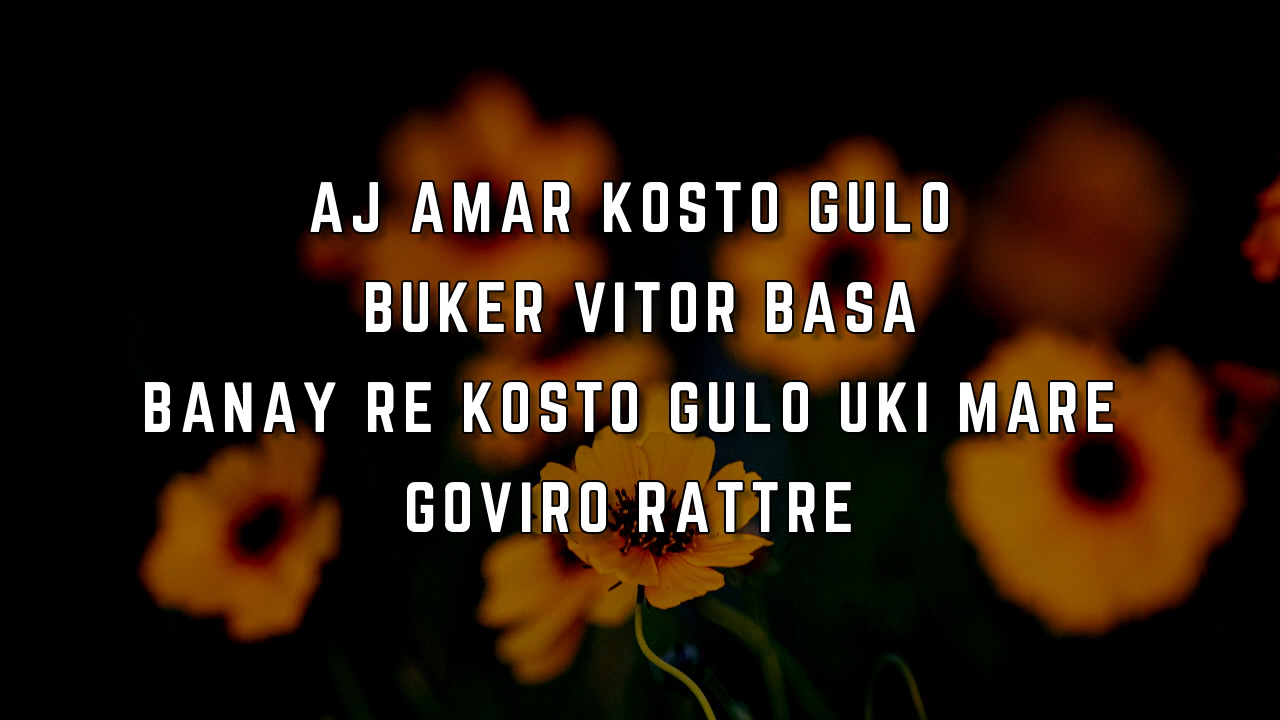 AJ AMAR KOSTO GULO
BUKER VITOR BASA
BANAY RE KOSTO GULO UKI MARE
GOVIRO RATTRE